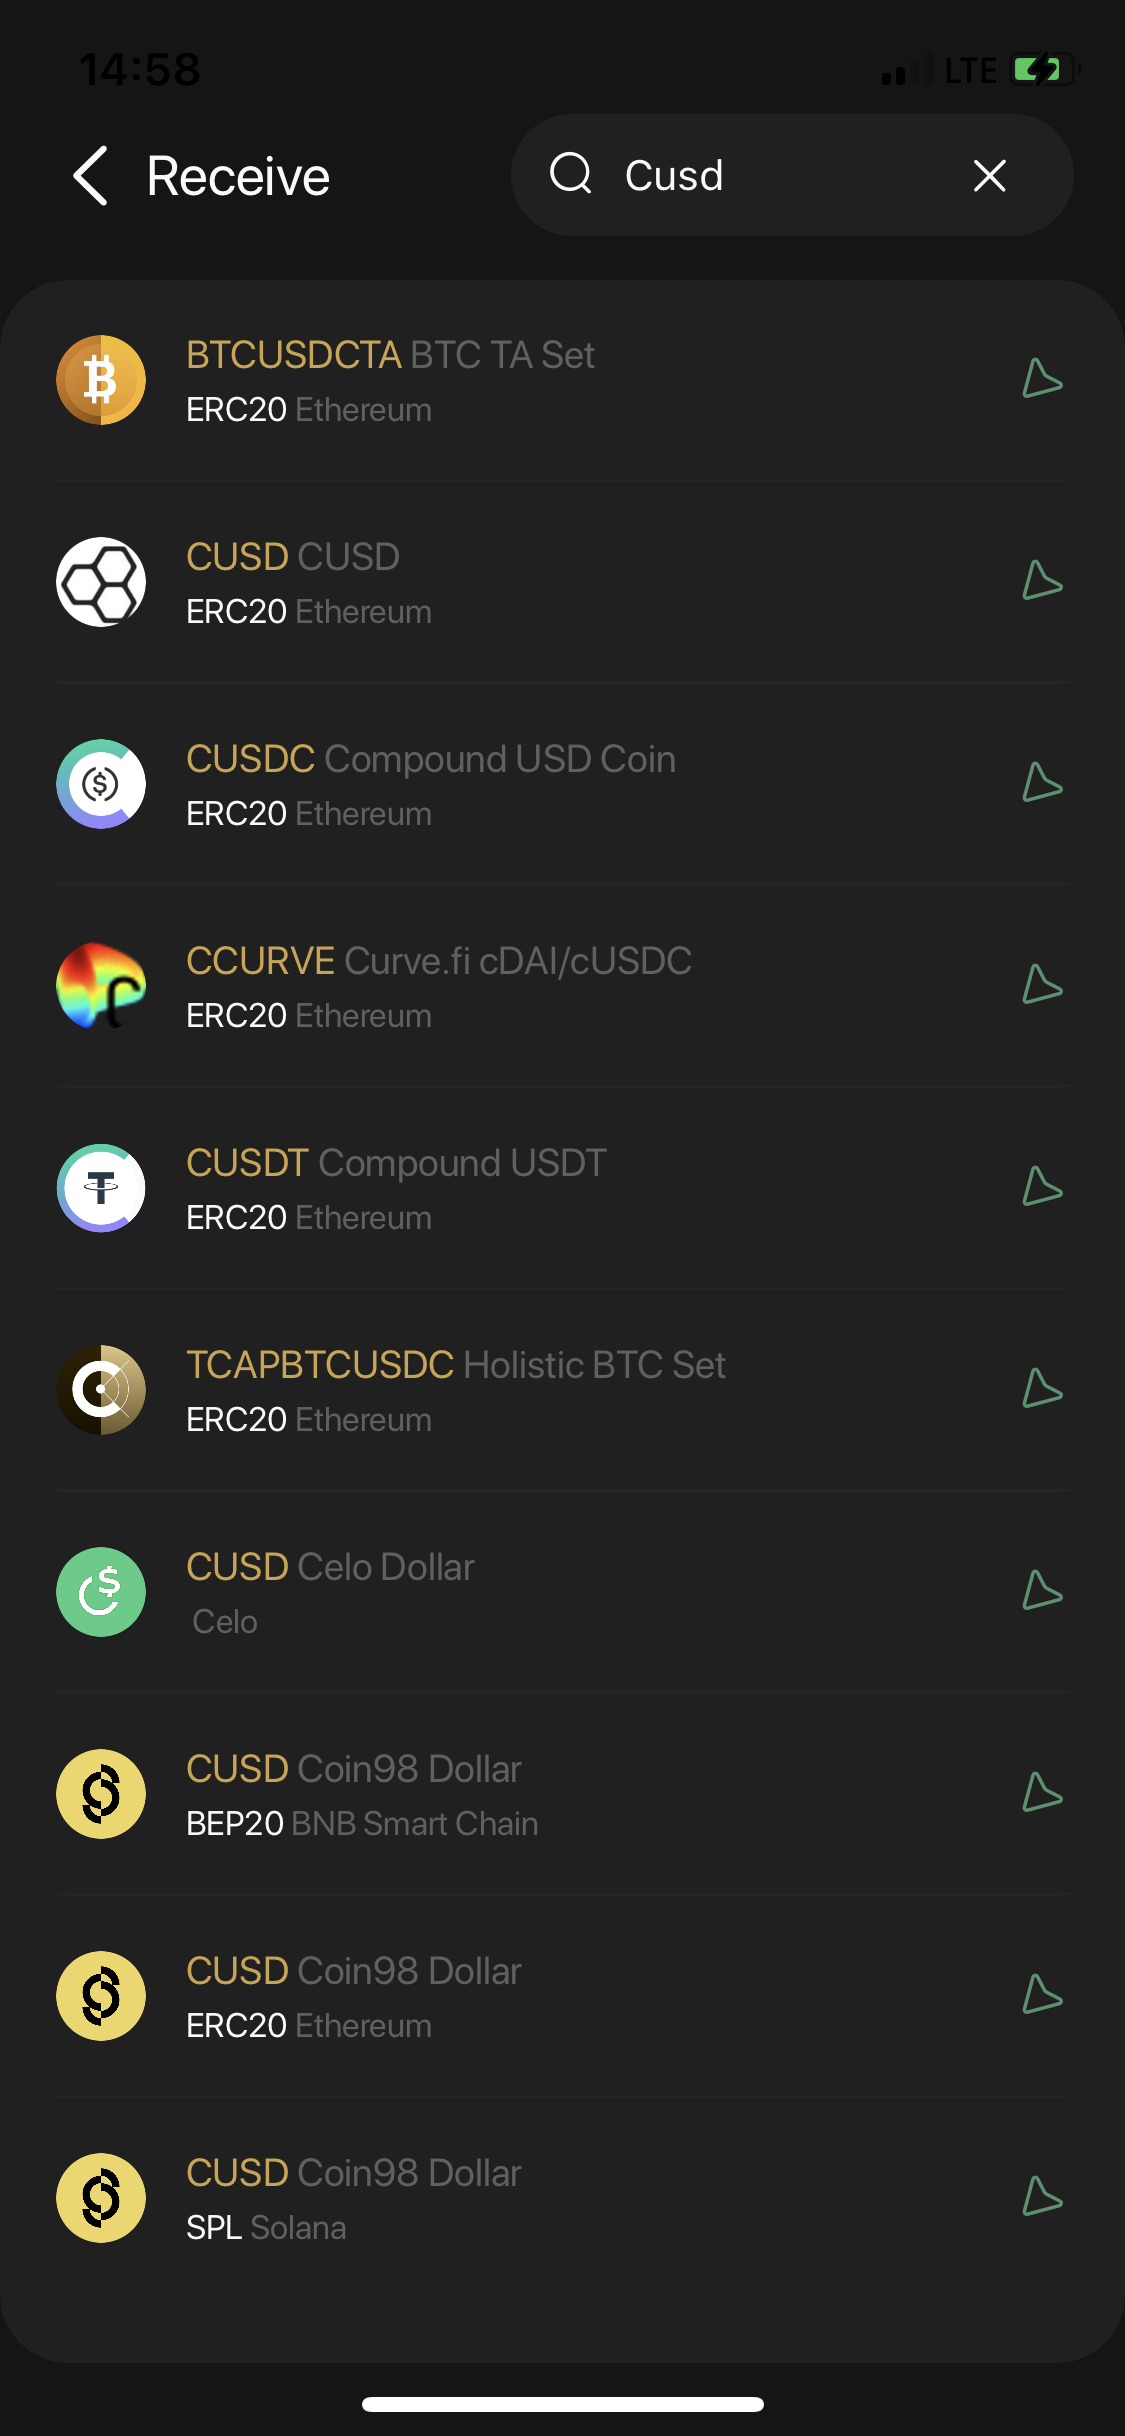 14:58
LTE
Receive
Cusd
BTCUSDCTA BTC TA Set
ERC20 Ethereum
CUSD CUSD
ERC20 Ethereum
CUSDC Compound USD Coin
ERC20 Ethereum
CCURVE Curve.fi cDAI/cUSDC
ERC20 Ethereum
CUSDT Compound USDT
ERC20 Ethereum
TCAPBTCUSDC Holistic BTC Set
ERC20 Ethereum
CUSD Celo Dollar
Celo
CUSD Coin98 Dollar
BEP20 BNB Smart Chain
CUSD Coin98 Dollar
ERC20 Ethereum
CUSD Coin98 Dollar
SPL Solana